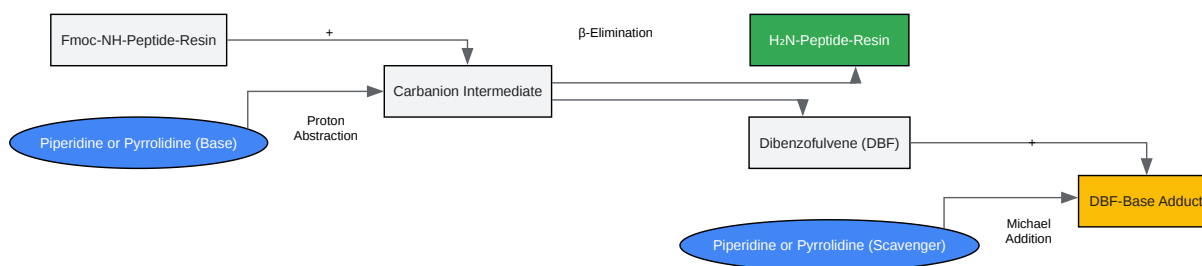 Fmoc-NH-Peptide-Resin
+
β-Elimination
H₂N-Peptide-Resin
Carbanion Intermediate
Piperidine or Pyrrolidine (Base)
Proton
Abstraction
Dibenzofulvene (DBF)
+
DBF-Base Adduct
Piperidine or Pyrrolidine (Scavenger)
Michael
Addition